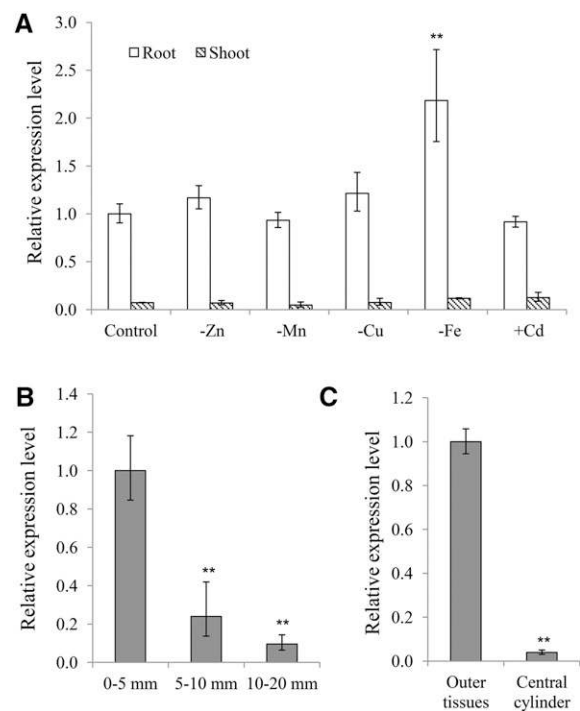 A
3.0
Root
Shoot
**
2.5
2.0
1.5
1.0
0.5
0.0
Relative expression level
Control -Zn -Mn -Cu -Fe +Cd
B
1.4
1.2
1.0
0.8
0.6
0.4
0.2
0.0
Relative expression level
**
**
0-5 mm 5-10 mm 10-20 mm
C
1.2
1.0
0.8
0.6
0.4
0.2
0.0
Relative expression level
**
Outer tissues
Central cylinder